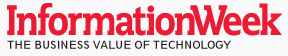 InformationWeek
THE BUSINESS VALUE OF TECHNOLOGY